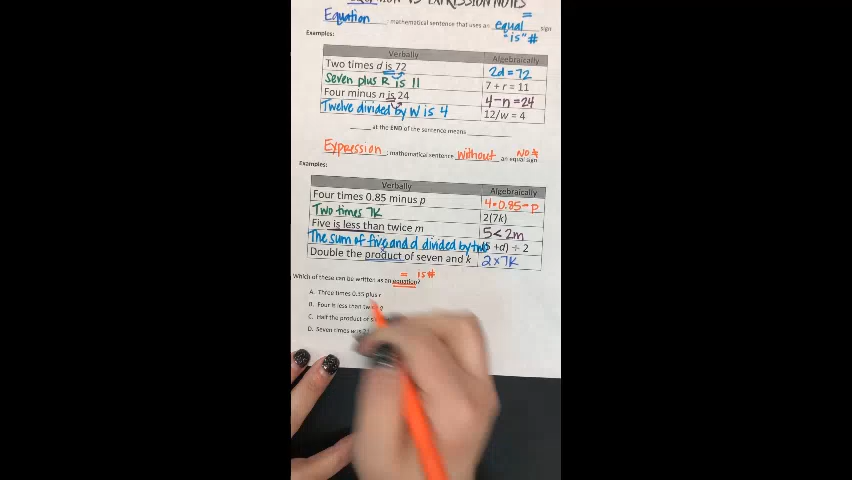 VS EXPRESSION NOTES
Equation : mathematical sentence that uses an equal sign
=
"is" #
Examples:
Verbally Algebraically
Two times d is 72 2d = 72
Seven plus R is 11 7 + r = 11
Four minus n is 24 4 - n = 24
Twelve divided by W is 4 12/w = 4
at the END of the sentence means
Expression : mathematical sentence without an equal sign
Examples:
Verbally Algebraically
Four times 0.85 minus p 4 • 0.85 - p
Two times 7K 2(7k)
Five is less than twice m 5 < 2m
The sum of five and d divided by two (5 +d) ÷ 2
Double the product of seven and k 2 x 7K
= is #
Which of these can be written as an equation?
A. Three times 0.35 plus r
B. Four is less than twice g
C. Half the product of
D. Seven times w is